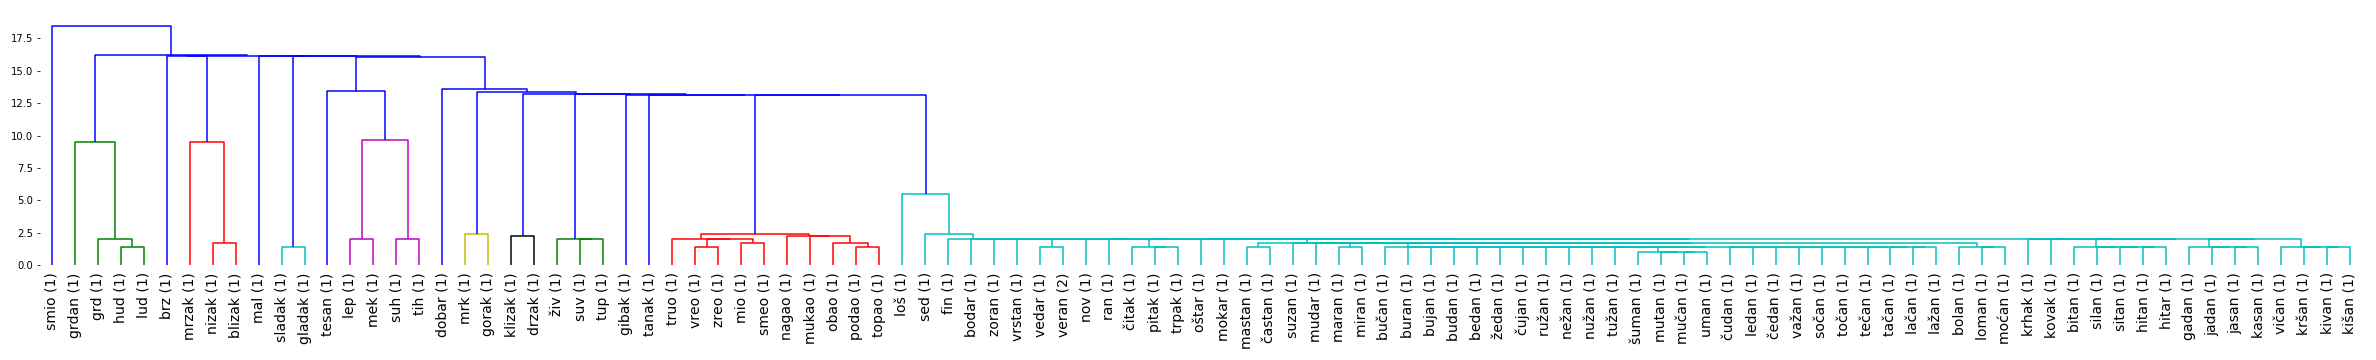 17.5
15.0
12.5
10.0
7.5
5.0
2.5
0.0
smio (1)
grdan (1)
grd (1)
hud (1)
lud (1)
brz (1)
mrzak (1)
nizak (1)
blizak (1)
mal (1)
sladak (1)
gladak (1)
tesan (1)
lep (1)
mek (1)
suh (1)
tih (1)
dobar (1)
mrk (1)
gorak (1)
klizak (1)
drzak (1)
živ (1)
suv (1)
tup (1)
gibak (1)
tanak (1)
truo (1)
vreo (1)
zreo (1)
mio (1)
smeo (1)
nagao (1)
mukao (1)
obao (1)
podao (1)
topao (1)
loš (1)
sed (1)
fin (1)
bodar (1)
zoran (1)
vrstan (1)
vedar (1)
veran (2)
nov (1)
ran (1)
čitak (1)
pitak (1)
trpak (1)
oštar (1)
mokar (1)
mastan (1)
častan (1)
suzan (1)
mudar (1)
maran (1)
miran (1)
bučan (1)
buran (1)
bujan (1)
budan (1)
bedan (1)
žedan (1)
čujan (1)
ružan (1)
nežan (1)
nužan (1)
tužan (1)
šuman (1)
mutan (1)
mučan (1)
uman (1)
čudan (1)
ledan (1)
čedan (1)
važan (1)
sočan (1)
točan (1)
tečan (1)
tačan (1)
lačan (1)
lažan (1)
bolan (1)
loman (1)
moćan (1)
krhak (1)
kovak (1)
bitan (1)
silan (1)
sitan (1)
hitan (1)
hitar (1)
gadan (1)
jadan (1)
jasan (1)
kasan (1)
vičan (1)
kršan (1)
kivan (1)
kišan (1)